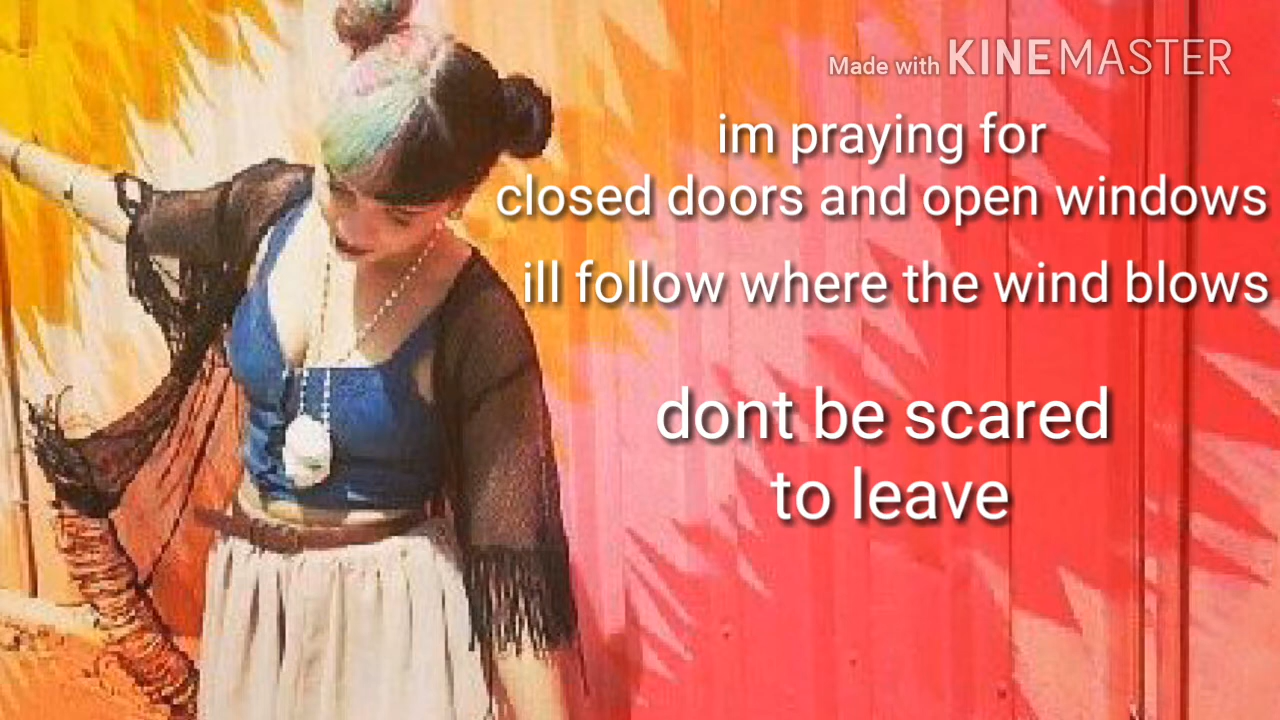 Made with KINEMASTER
im praying for
closed doors and open windows
ill follow where the wind blows
dont be scared
to leave